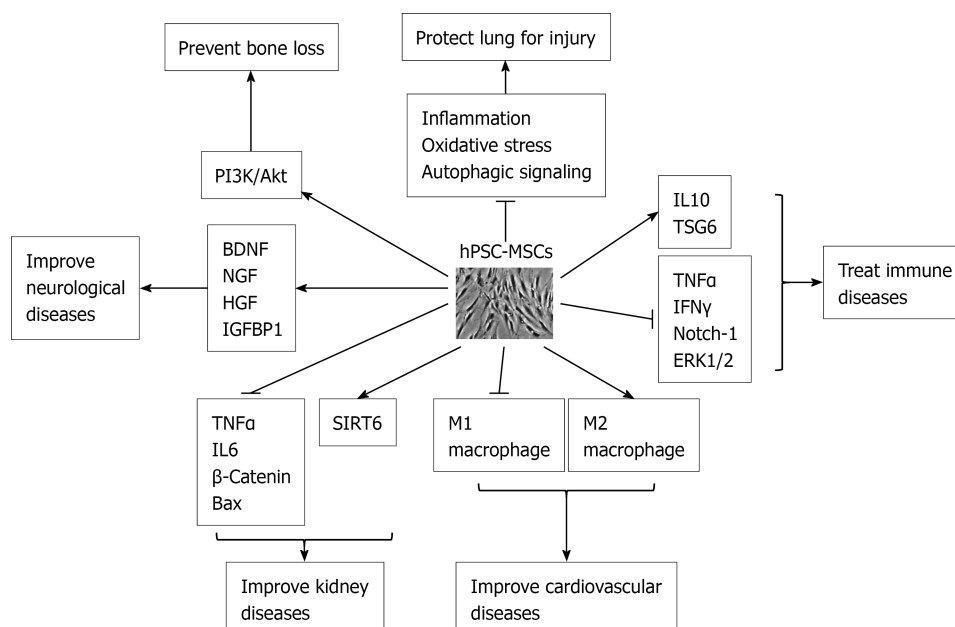 Protect lung for injury
Prevent bone loss
Inflammation
Oxidative stress
Autophagic signaling
PI3K/Akt
IL10
TSG6
hPSC-MSCs
BDNF
NGF
HGF
IGFBP1
Improve
neurological
diseases
TNFα
IFNγ
Notch-1
ERK1/2
Treat immune
diseases
TNFα
IL6
β-Catenin
Bax
SIRT6
M1
macrophage
M2
macrophage
Improve kidney
diseases
Improve cardiovascular
diseases